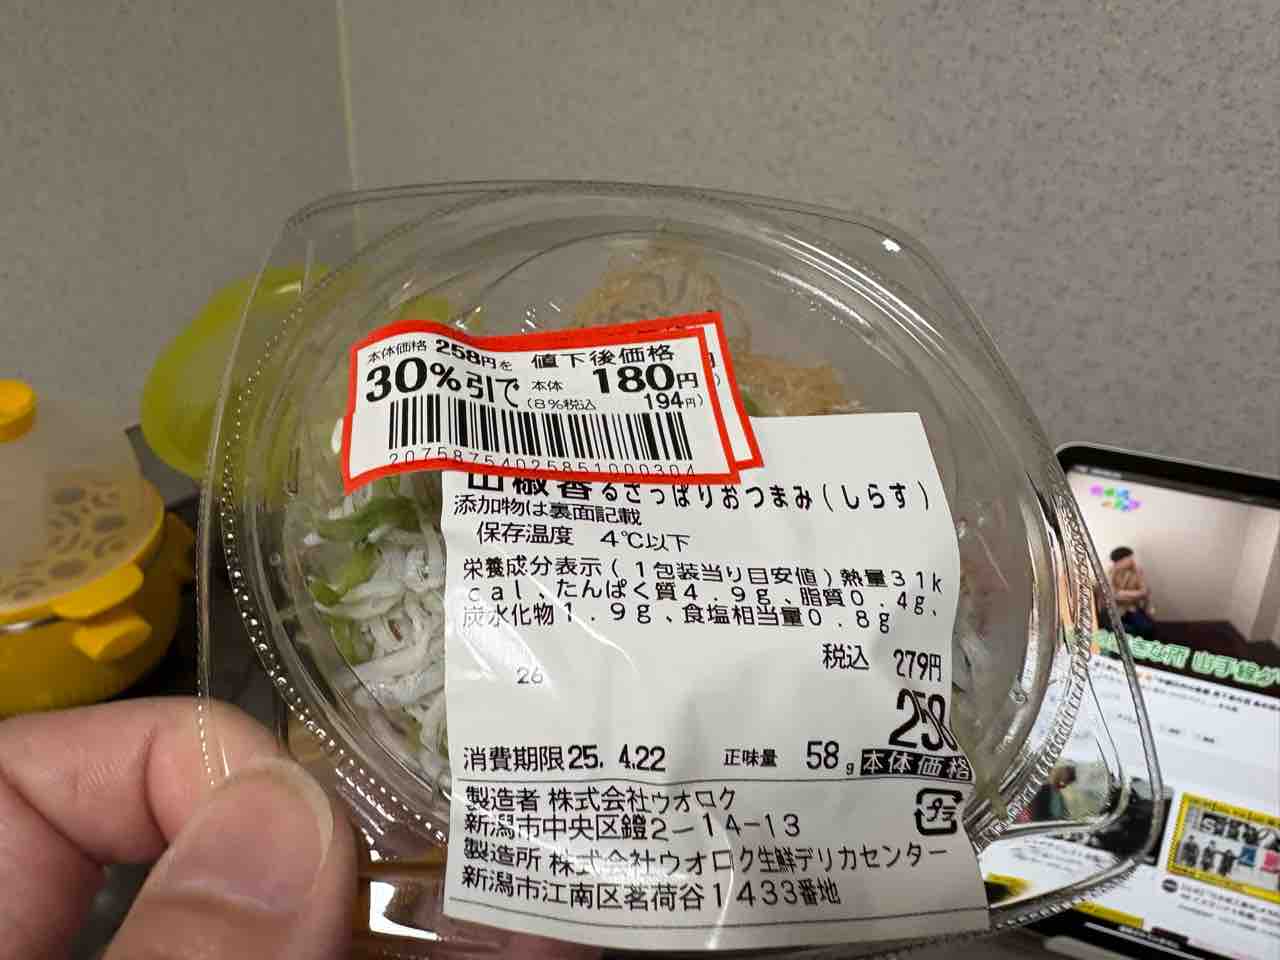 本体価格 258円を 値下後価格
30%引で 本体 180円
(8%税込 194円)
20758754025851000304
山椒香るさっぱりおつまみ(しらす)
添加物は裏面記載
保存温度 4℃以下
栄養成分表示(1包装当り目安値)熱量31k
cal、たんぱく質4.9g、脂質0.4g、
炭水化物1.9g、食塩相当量0.8g
税込 279円
26
258
消費期限25. 4.22 正味量 58g 本体価格
製造者 株式会社ウオロク
新潟市中央区鐙2-14-13
プラ
製造所 株式会社ウオロク生鮮デリカセンター
新潟市江南区茗荷谷1433番地